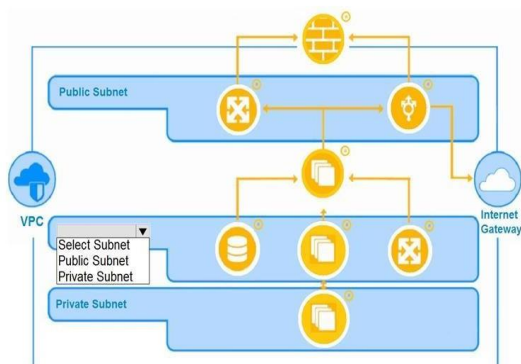 Public Subnet
VPC
Internet
Gateway
Select Subnet
Public Subnet
Private Subnet
Private Subnet